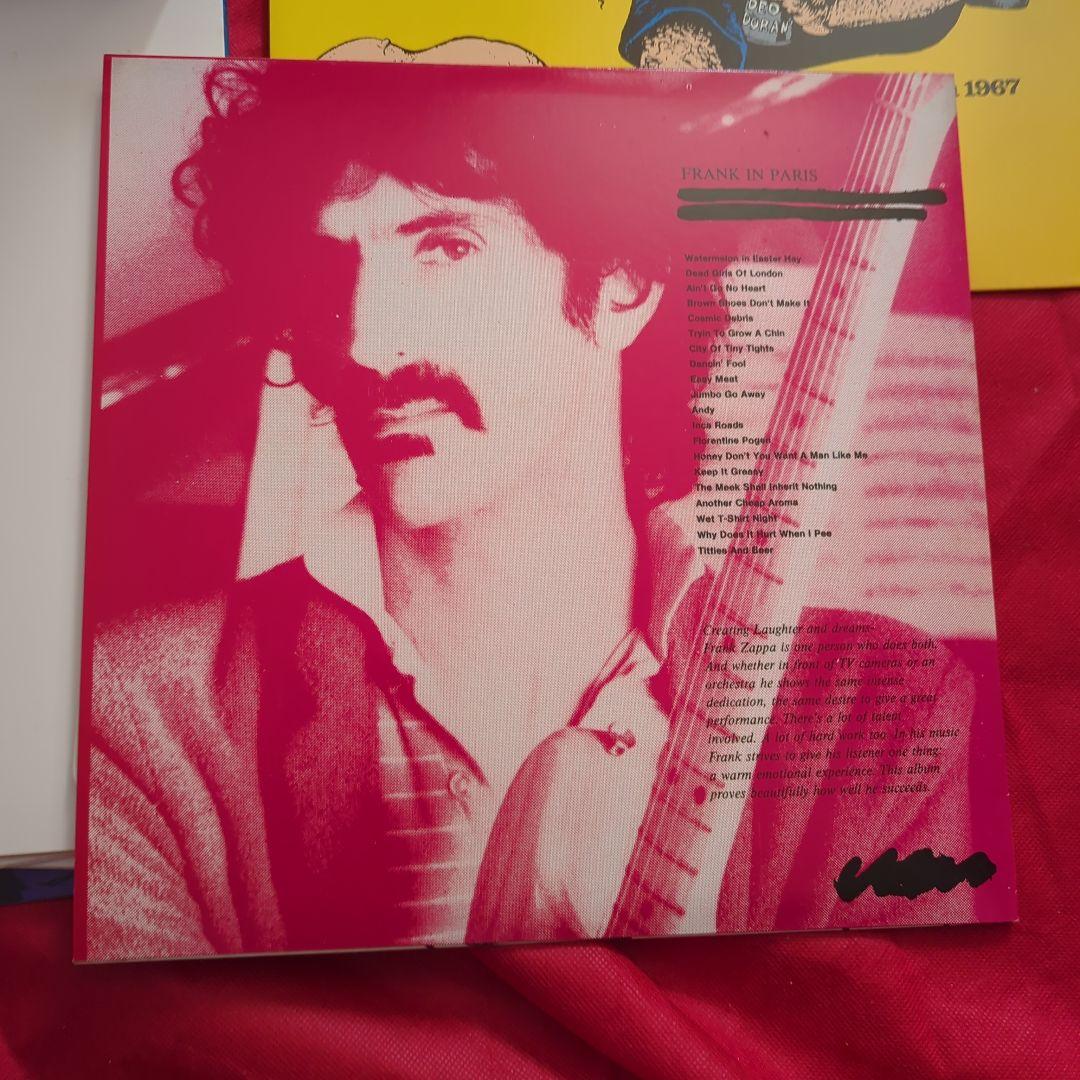 DEO
DORAN
1967
FRANK IN PARIS
Watermelon in Easter Hay
Dead Girls Of London
Ain't Go No Heart
Brown Shoes Don't Make It
Cosmic Debris
Tryin To Grow A Chin
City Of Tiny Tights
Dancin' Fool
Easy Meat
Jumbo Go Away
Andy
Inca Roads
Florentine Pogen
Honey Don't You Want A Man Like Me
Keep It Greasy
The Meek Shall Inherit Nothing
Another Cheap Aroma
Wet T-Shirt Night
Why Does It Hurt When I Pee
Titties And Beer
Creating Laughter and dreams-
Frank Zappa is one person who does both.
And whether in front of TV cameras or an
orchestra he shows the same intense
dedication, the same desire to give a great
performance. There's a lot of talent
involved. A lot of hard work too. In his music
Frank strives to give his listener one thing:
a warm emotional experience. This album
proves beautifully how well he succeeds.